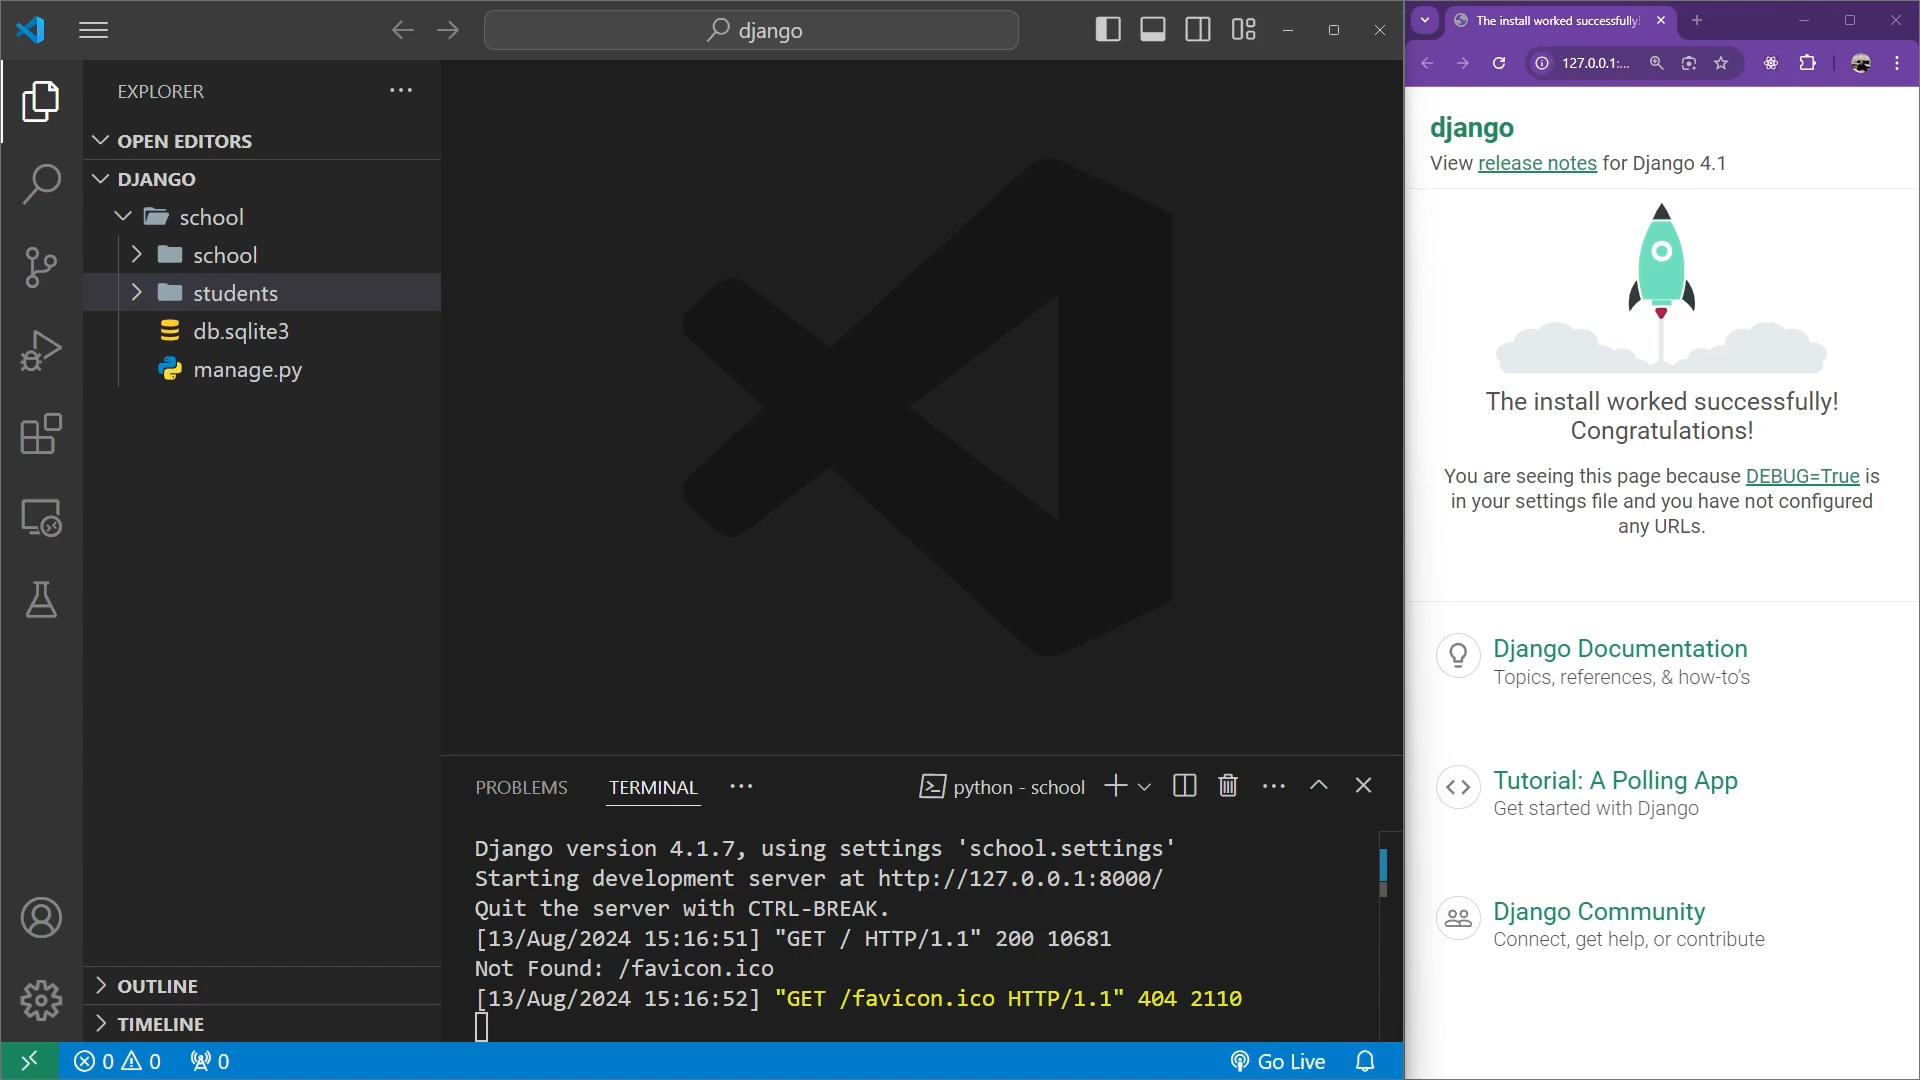 django
EXPLORER
OPEN EDITORS
DJANGO
school
school
students
db.sqlite3
manage.py
OUTLINE
TIMELINE
PROBLEMS
TERMINAL
python - school
Django version 4.1.7, using settings 'school.settings'
Starting development server at http://127.0.0.1:8000/
Quit the server with CTRL-BREAK.
[13/Aug/2024 15:16:51] "GET / HTTP/1.1" 200 10681
Not Found: /favicon.ico
[13/Aug/2024 15:16:52] "GET /favicon.ico HTTP/1.1" 404 2110
0 0 0
Go Live
The install worked successfully!
127.0.0.1:...
django
View release notes for Django 4.1
The install worked successfully!
Congratulations!
You are seeing this page because DEBUG=True is
in your settings file and you have not configured
any URLs.
Django Documentation
Topics, references, & how-to's
Tutorial: A Polling App
Get started with Django
Django Community
Connect, get help, or contribute